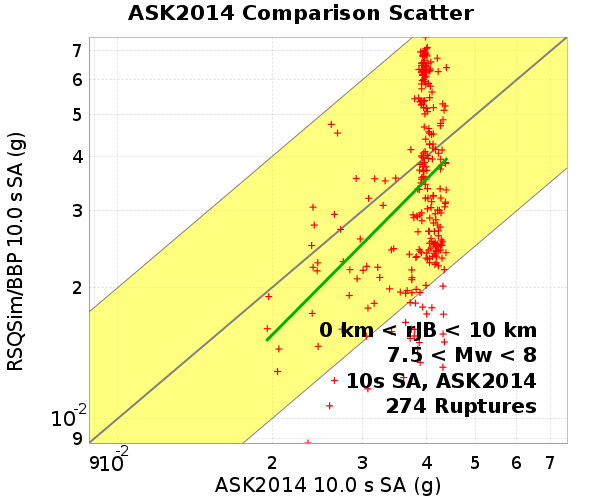 ASK2014 Comparison Scatter
RSQSim/BBP 10.0 s SA (g)
7
6
5
4
3
2
10-2
9
0 km < rJB < 10 km
7.5 < Mw < 8
10s SA, ASK2014
274 Ruptures
9 10-2 2 3 4 5 6 7
ASK2014 10.0 s SA (g)